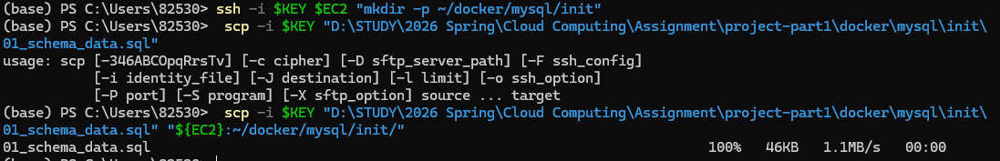 (base) PS C:\Users\82530> ssh -i $KEY $EC2 "mkdir -p ~/docker/mysql/init"
(base) PS C:\Users\82530>  scp -i $KEY "D:\STUDY\2026 Spring\Cloud Computing\Assignment\project-part1\docker\mysql\init\
01_schema_data.sql"
usage: scp [-346ABCOpqRrsTv] [-c cipher] [-D sftp_server_path] [-F ssh_config]
           [-i identity_file] [-J destination] [-l limit] [-o ssh_option]
           [-P port] [-S program] [-X sftp_option] source ... target
(base) PS C:\Users\82530>  scp -i $KEY "D:\STUDY\2026 Spring\Cloud Computing\Assignment\project-part1\docker\mysql\init\
01_schema_data.sql" "${EC2}:~/docker/mysql/init/"
01_schema_data.sql                                                                    100%   46KB   1.1MB/s   00:00